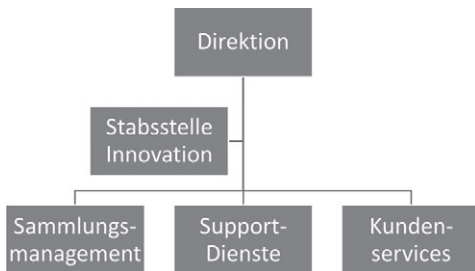 Direktion
Stabsstelle
Innovation
Sammlungs-
management
Support-
Dienste
Kunden-
services